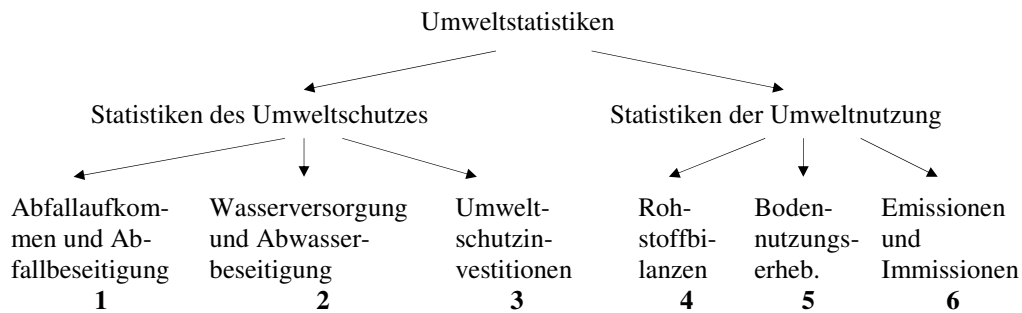 Umweltstatistiken
Statistiken des Umweltschutzes
Statistiken der Umweltnutzung
Abfallaufkom-
men und Ab-
fallbeseitigung
1
Wasserversorgung
und Abwasser-
beseitigung
2
Umwelt-
schutzin-
vestitionen
3
Roh-
stoffbi-
lanzen
4
Boden-
nutzungs-
erheb.
5
Emissionen
und
Immissionen
6